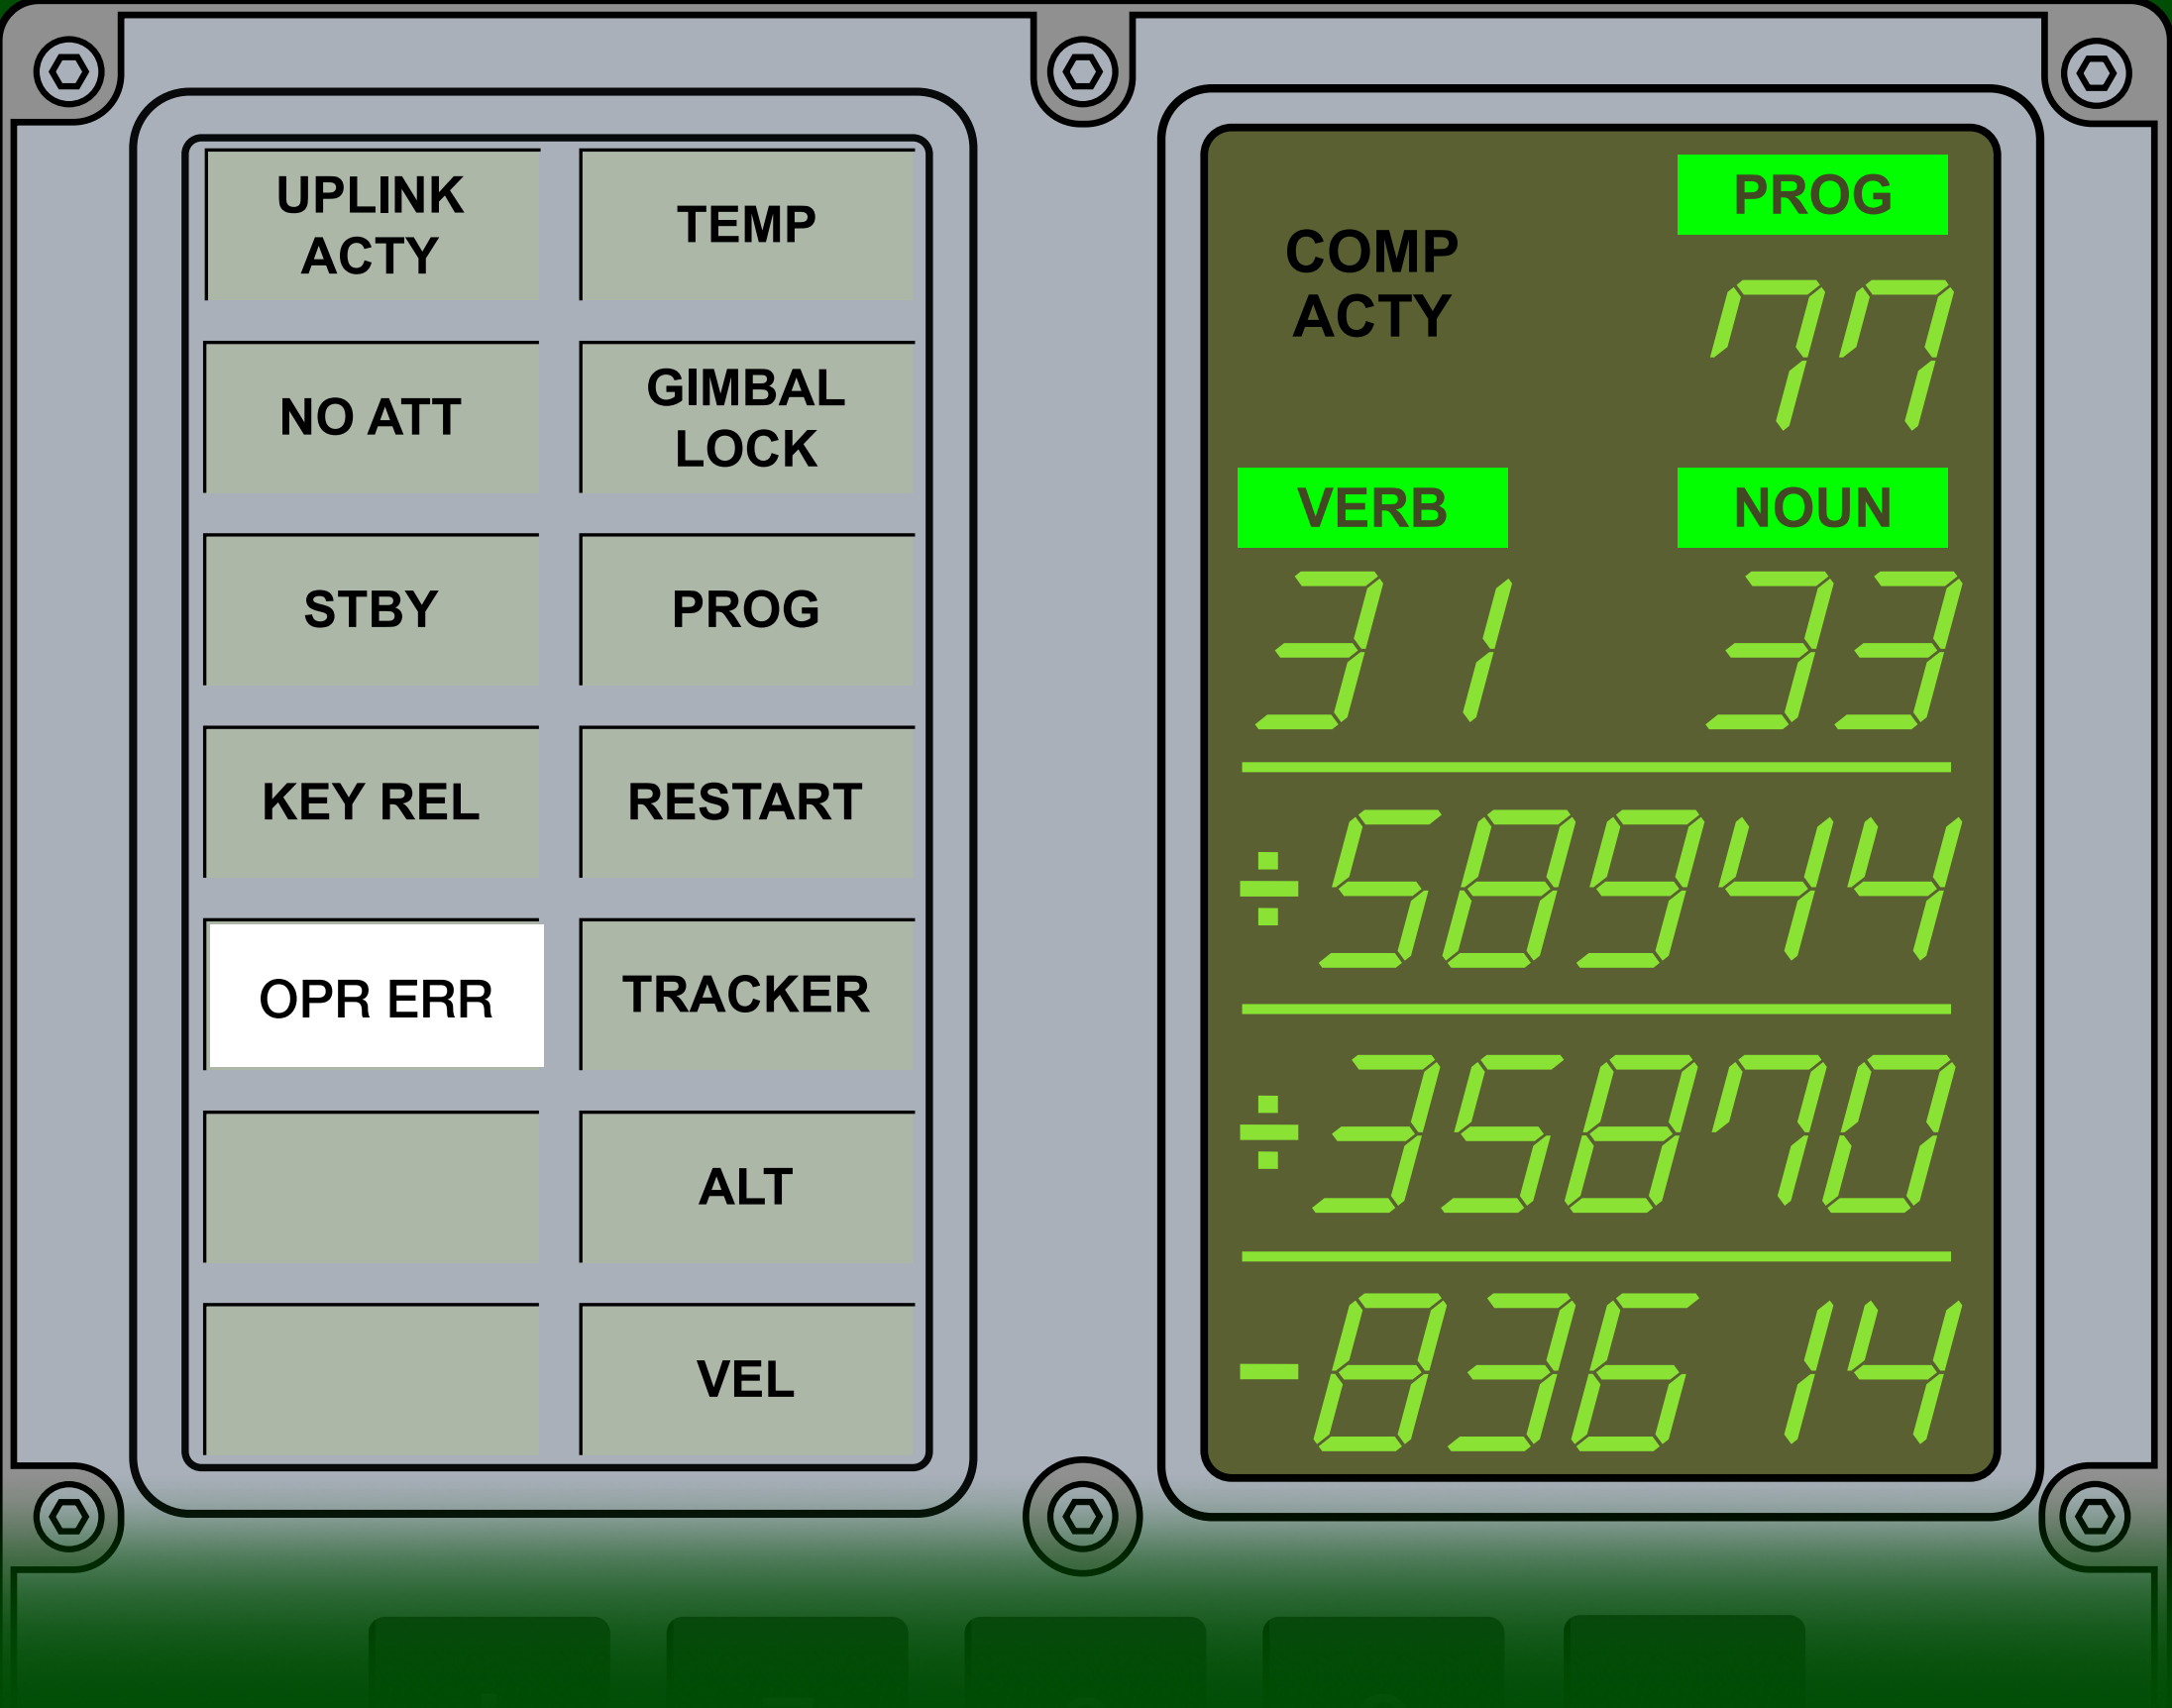 UPLINK
ACTY
TEMP
NO ATT
GIMBAL
LOCK
STBY
PROG
KEY REL
RESTART
OPR ERR
TRACKER
ALT
VEL
PROG
COMP
ACTY
77
VERB
NOUN
31
33
÷58944
÷35870
-83614